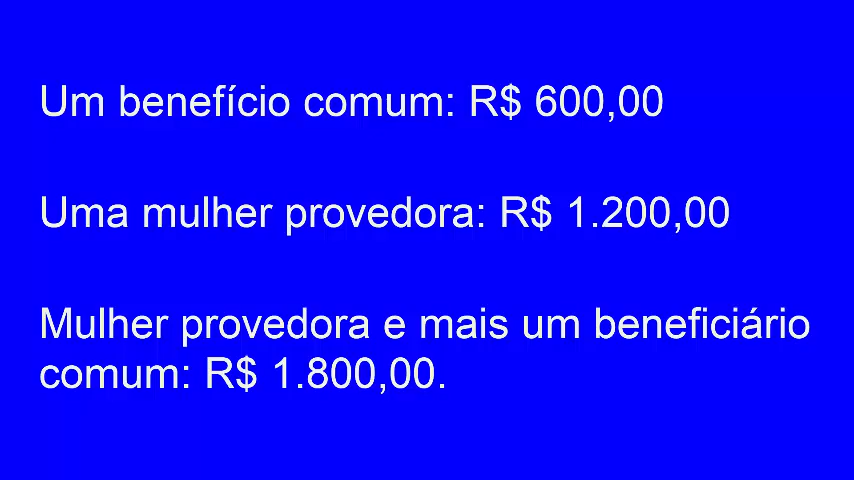 Um benefício comum: R$ 600,00
Uma mulher provedora: R$ 1.200,00
Mulher provedora e mais um beneficiário
comum: R$ 1.800,00.